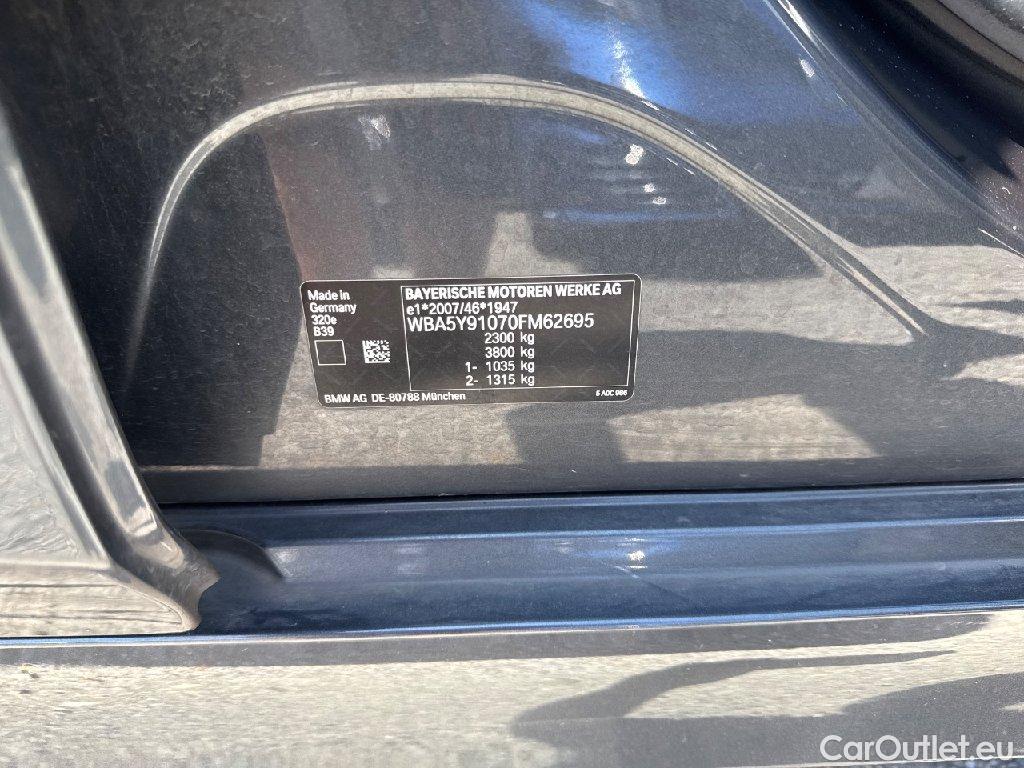 Made in
Germany
320e
B39
BAYERISCHE MOTOREN WERKE AG
e1*2007/46*1947
WBA5Y91070FM62695
2300 kg
3800 kg
1- 1035 kg
2- 1315 kg
BMW AG DE-80788 München
CarOutlet.eu